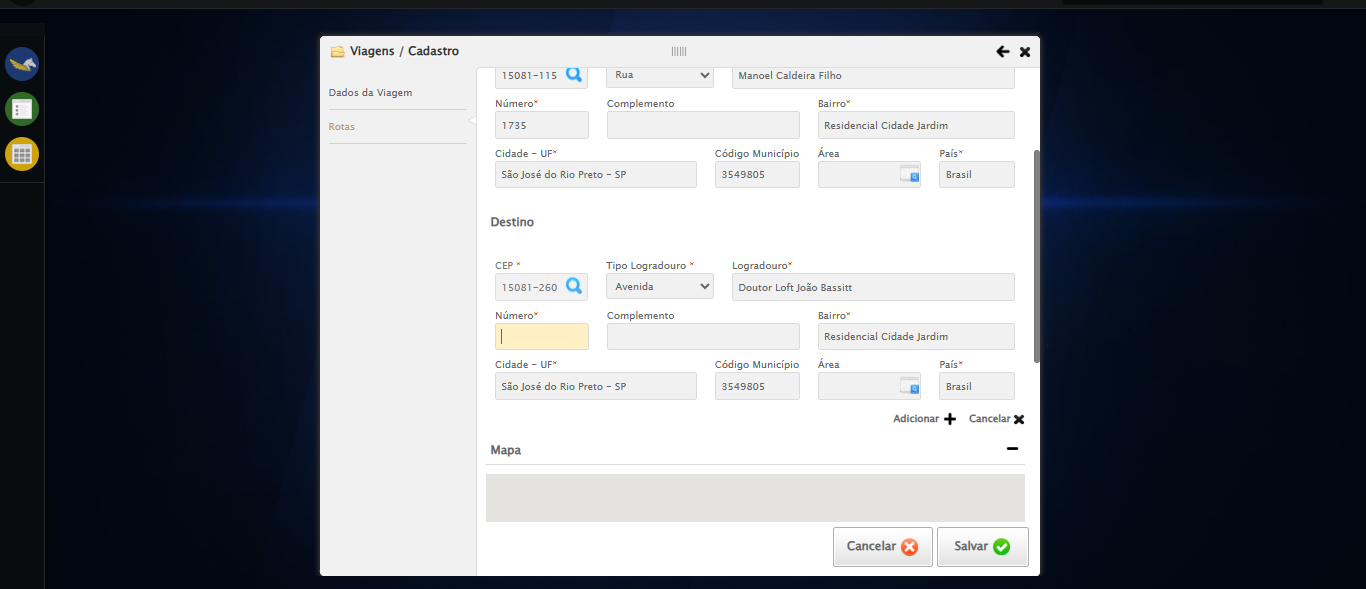 Viagens / Cadastro
Dados da Viagem
Rotas
15081-115 Rua Manoel Caldeira Filho
Número* Complemento Bairro*
1735 Residencial Cidade Jardim
Cidade - UF* Código Município Área País*
São José do Rio Preto - SP 3549805 Brasil
Destino
CEP * Tipo Logradouro * Logradouro*
15081-260 Avenida Doutor Loft João Bassitt
Número* Complemento Bairro*
Residencial Cidade Jardim
Cidade - UF* Código Município Área País*
São José do Rio Preto - SP 3549805 Brasil
Adicionar Cancelar
Mapa
Cancelar Salvar